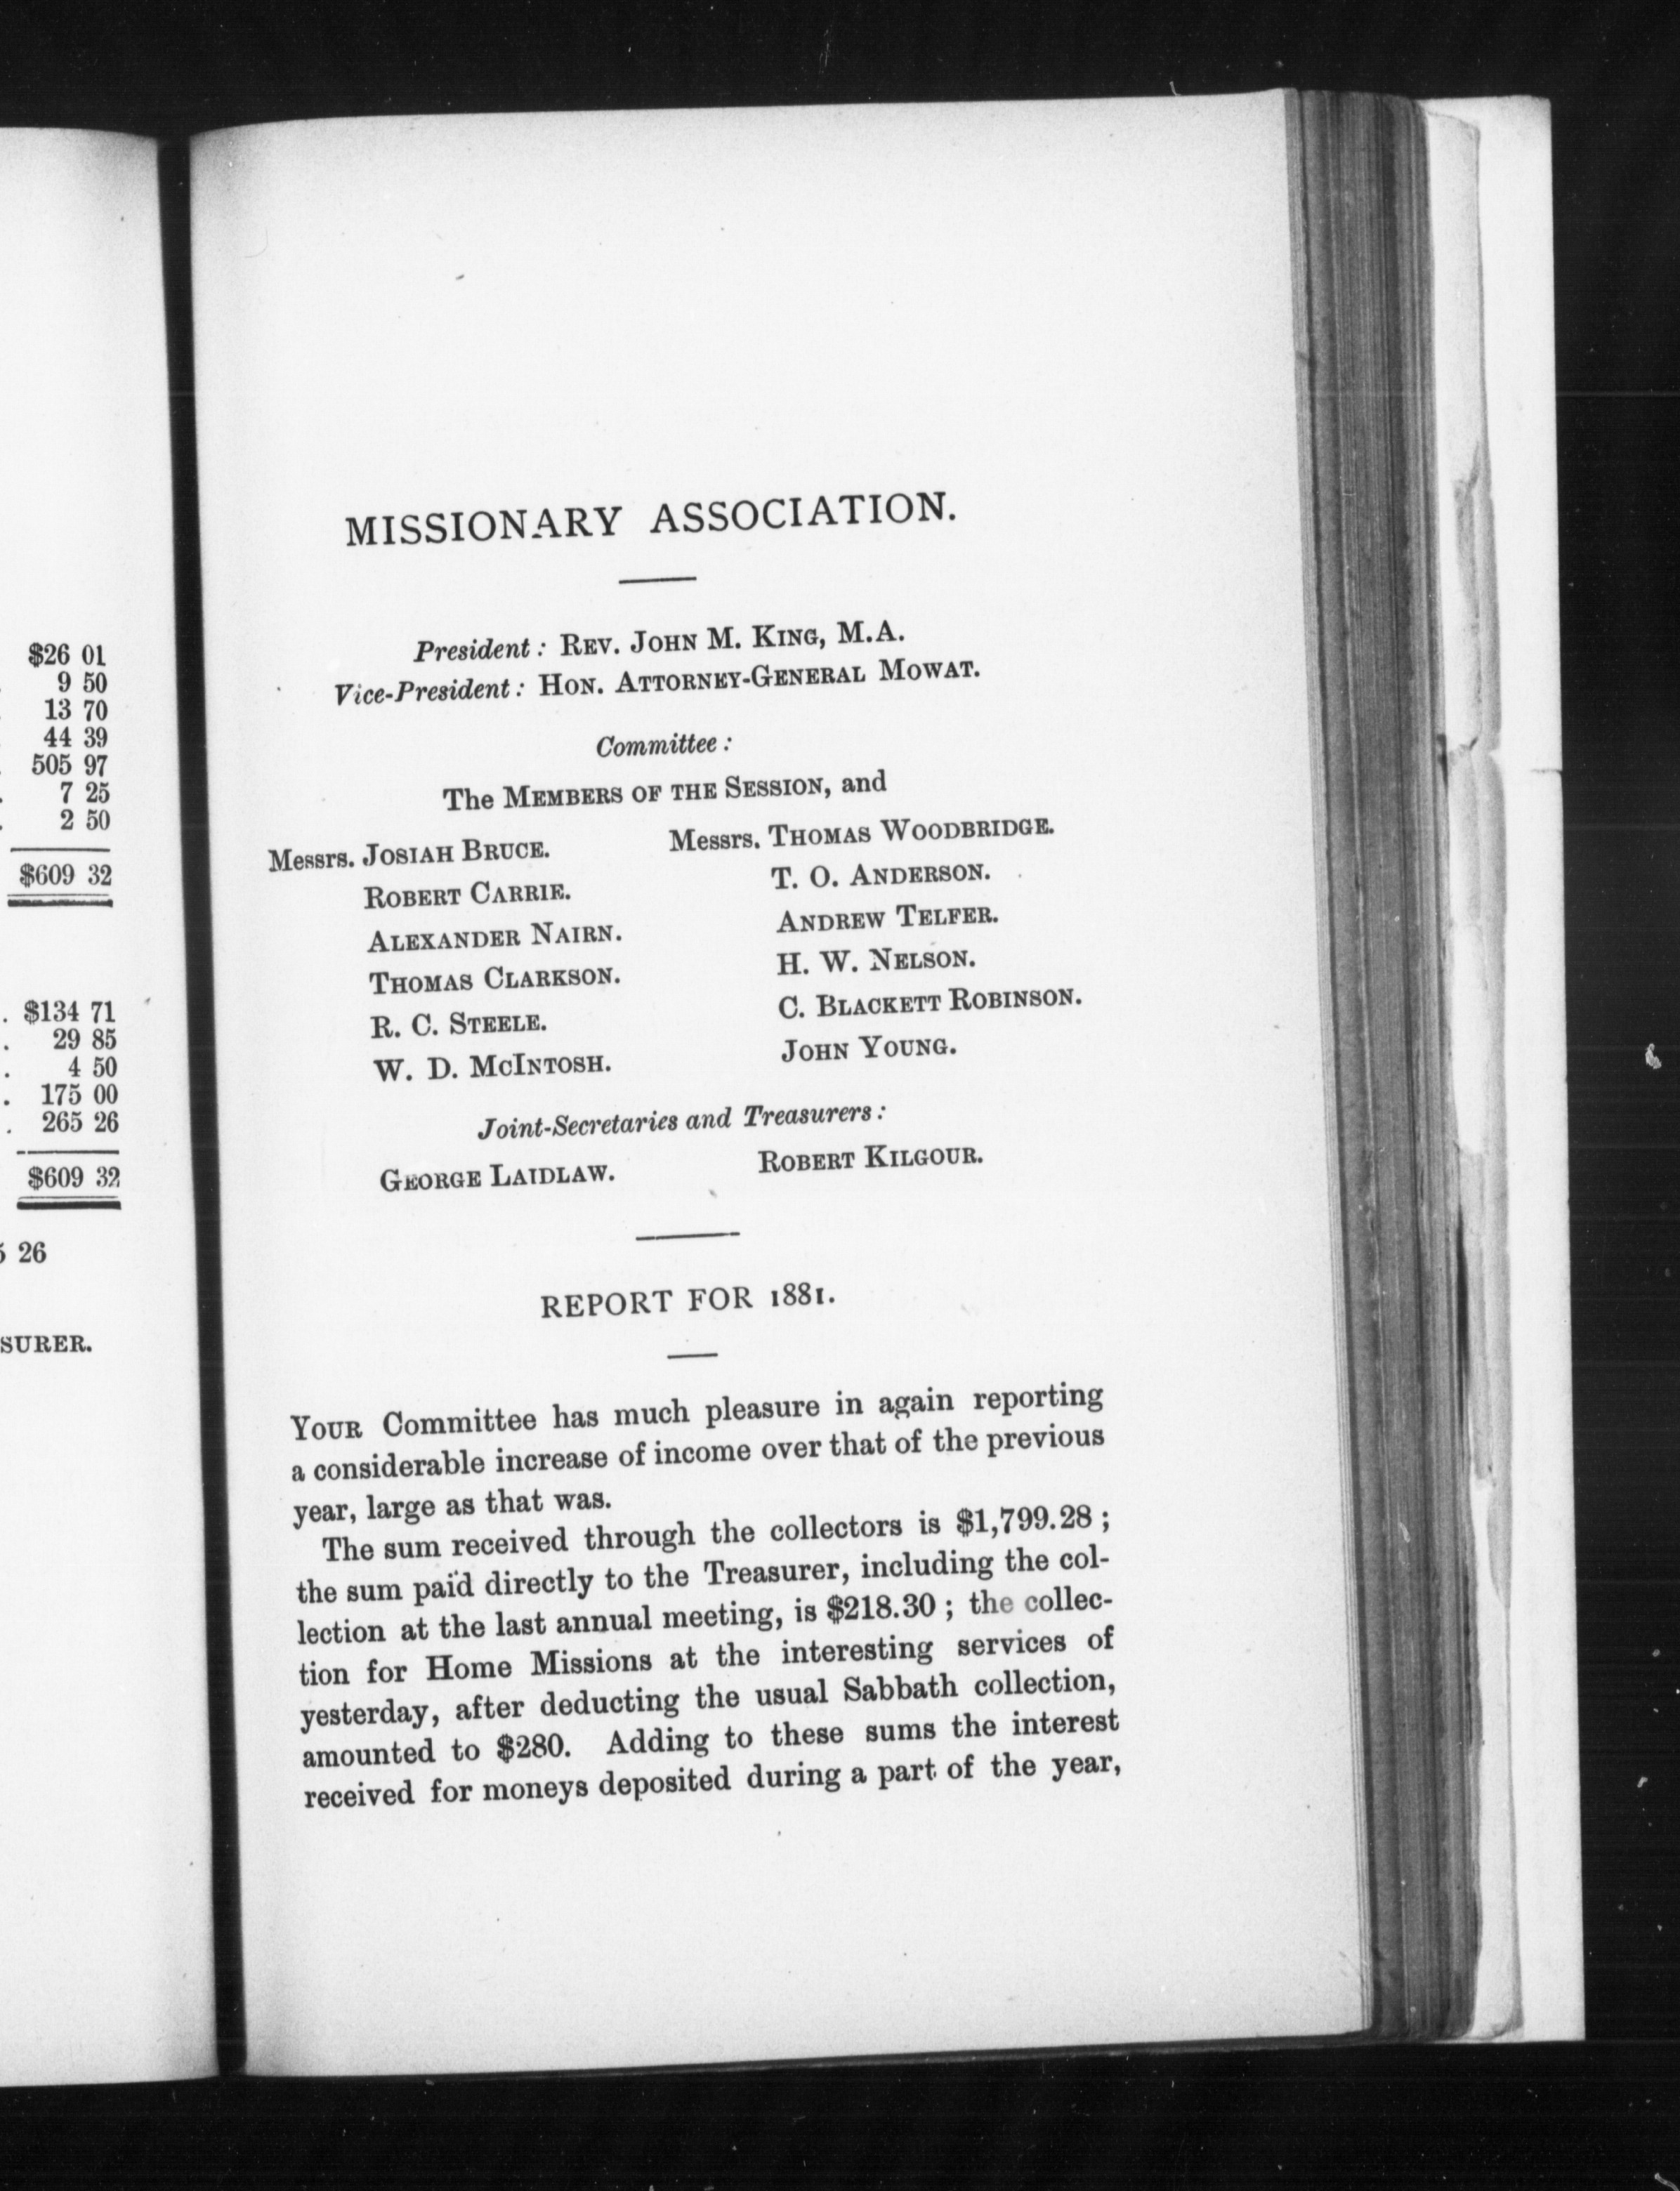 $26 01
9 50
13 70
44 39
505 97
7 25
2 50
$609 32
. $134 71
. 29 85
. 4 50
. 175 00
. 265 26
$609 32
26
SURER.
MISSIONARY ASSOCIATION.
President: REV. JOHN M. KING, M.A.
Vice-President: HON. ATTORNEY-GENERAL MOWAT.
Committee:
The MEMBERS OF THE SESSION, and
Messrs. JOSIAH BRUCE. Messrs. THOMAS WOODBRIDGE.
ROBERT CARRIE. T. O. ANDERSON.
ALEXANDER NAIRN. ANDREW TELFER.
THOMAS CLARKSON. H. W. NELSON.
R. C. STEELE. C. BLACKETT ROBINSON.
W. D. MCINTOSH. JOHN YOUNG.
Joint-Secretaries and Treasurers:
GEORGE LAIDLAW. ROBERT KILGOUR.
REPORT FOR 1881.
YOUR Committee has much pleasure in again reporting
a considerable increase of income over that of the previous
year, large as that was.
The sum received through the collectors is $1,799.28;
the sum paid directly to the Treasurer, including the col-
lection at the last annual meeting, is $218.30; the collec-
tion for Home Missions at the interesting services of
yesterday, after deducting the usual Sabbath collection,
amounted to $280. Adding to these sums the interest
received for moneys deposited during a part of the year,